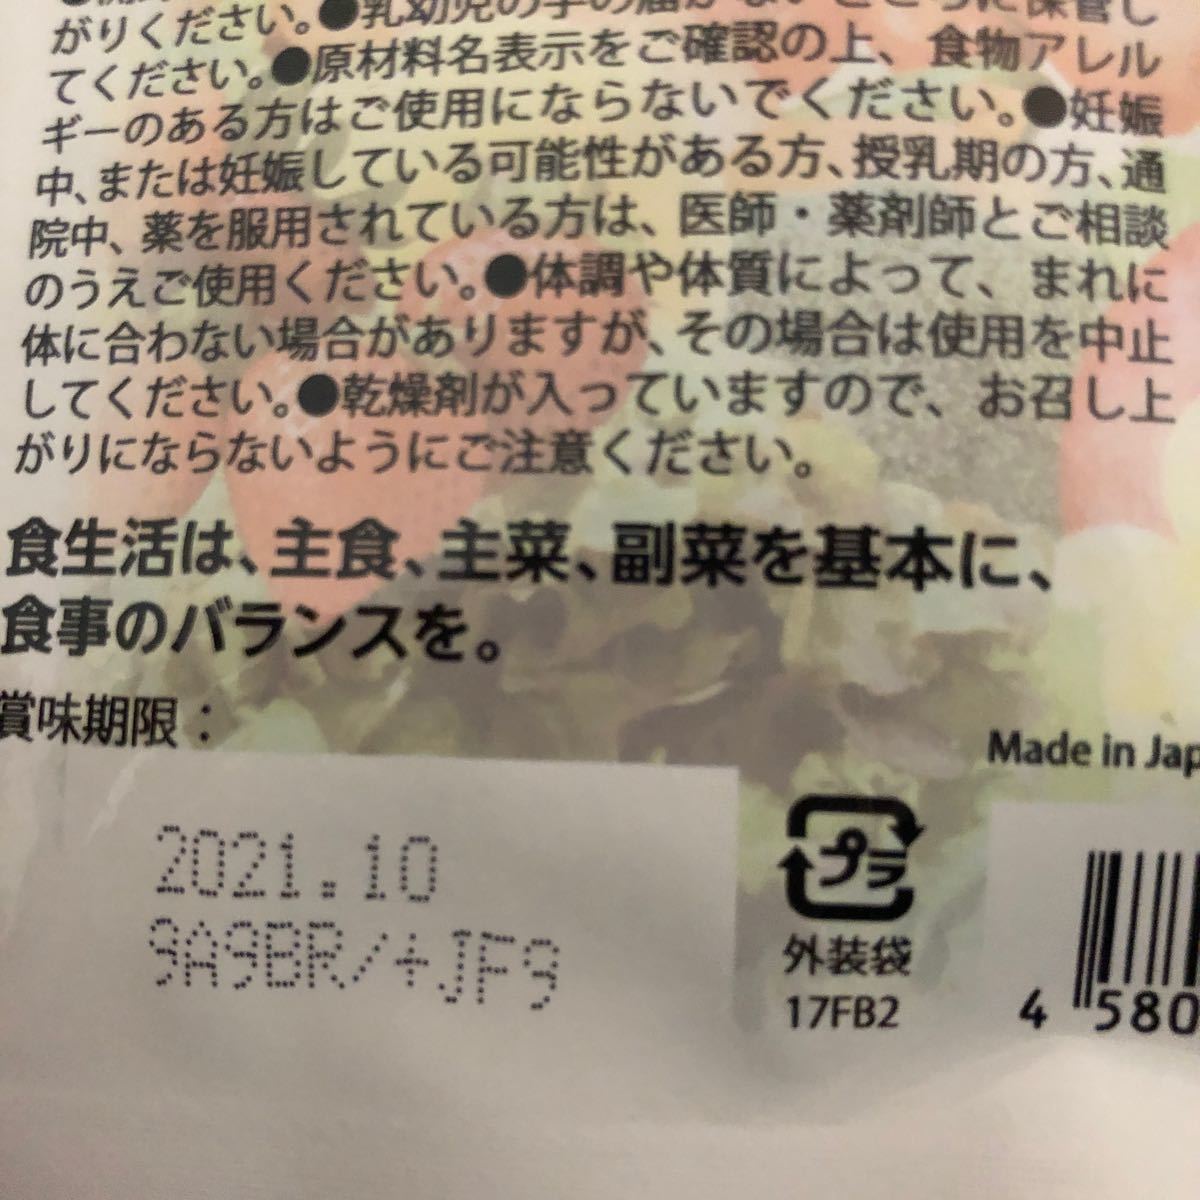 がりください。●乳幼児の手の届かないところに保管し
てください。●原材料名表示をご確認の上、食物アレル
ギーのある方はご使用にならないでください。●妊娠
中、または妊娠している可能性がある方、授乳期の方、通
院中、薬を服用されている方は、医師・薬剤師とご相談
のうえご使用ください。●体調や体質によって、まれに
体に合わない場合がありますが、その場合は使用を中止
してください。●乾燥剤が入っていますので、お召し上
がりにならないようにご注意ください。
食生活は、主食、主菜、副菜を基本に、
食事のバランスを。
賞味期限：
Made in Jap
2021.10
9A9BR/+JF9
プラ
外装袋
17FB2
4 580